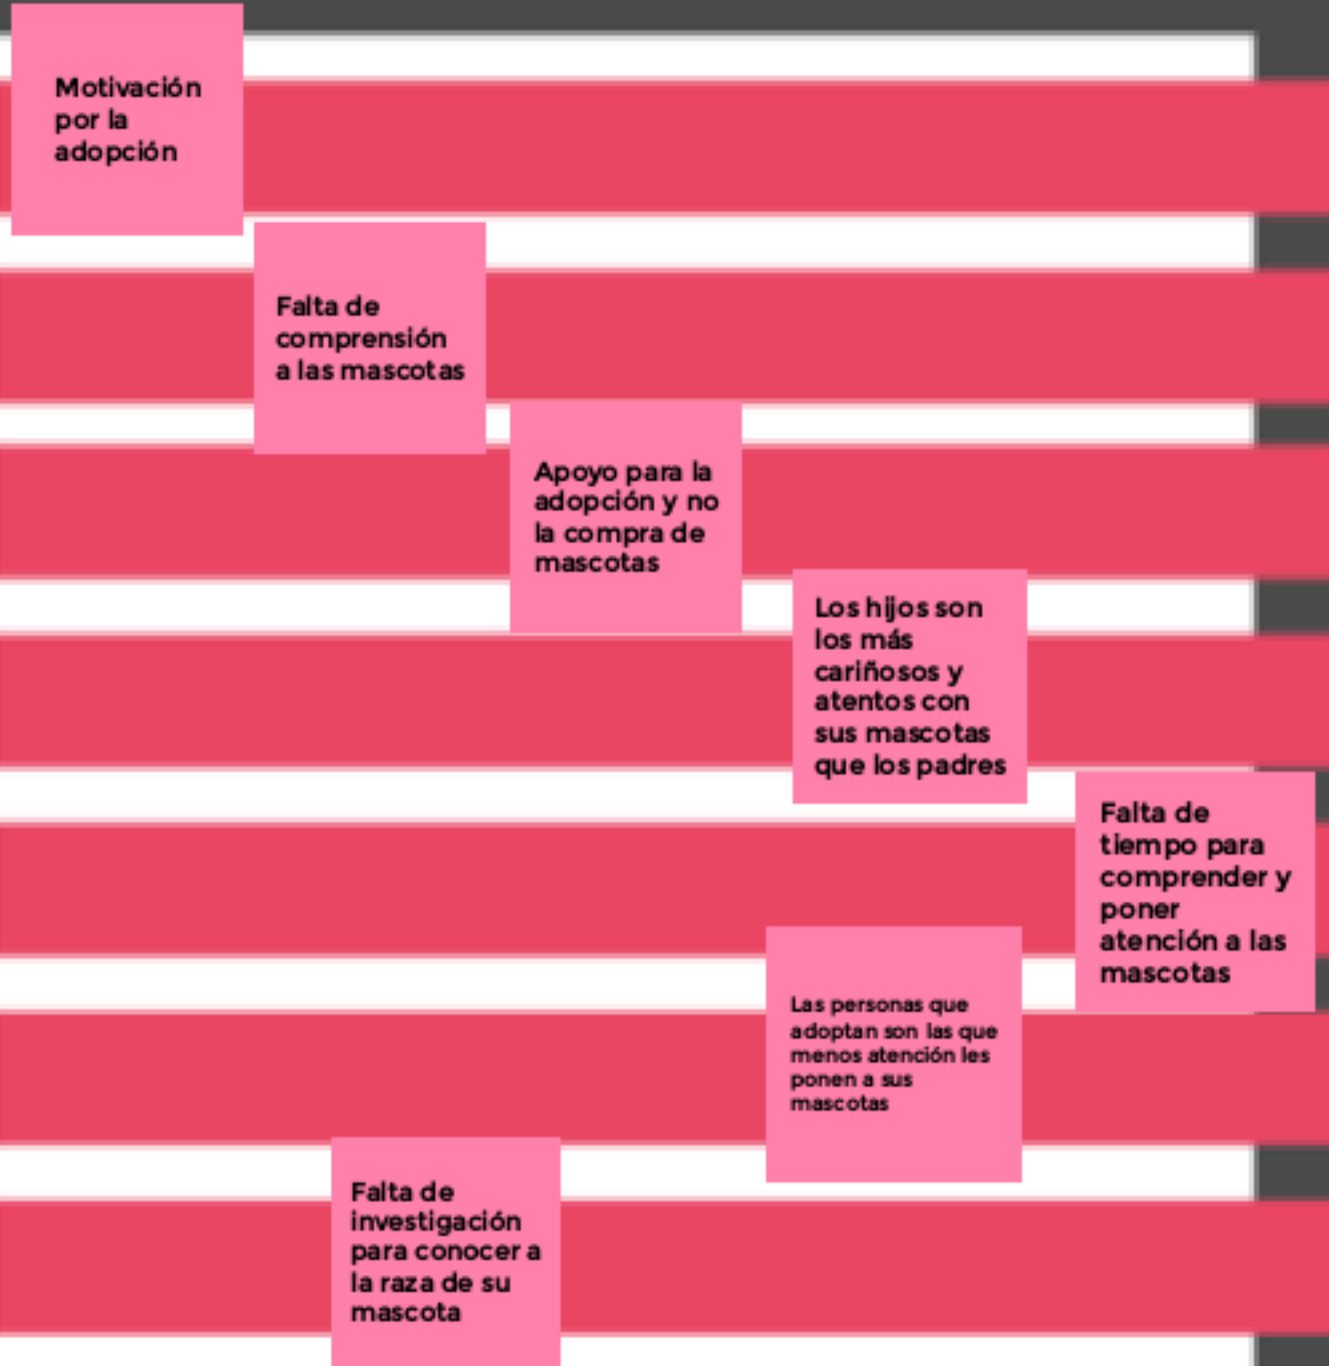 Motivación
por la
adopción
Falta de
comprensión
a las mascotas
Apoyo para la
adopción y no
la compra de
mascotas
Los hijos son
los más
cariñosos y
atentos con
sus mascotas
que los padres
Falta de
tiempo para
comprender y
poner
atención a las
mascotas
Las personas que
adoptan son las que
menos atención les
ponen a sus
mascotas
Falta de
investigación
para conocer a
la raza de su
mascota